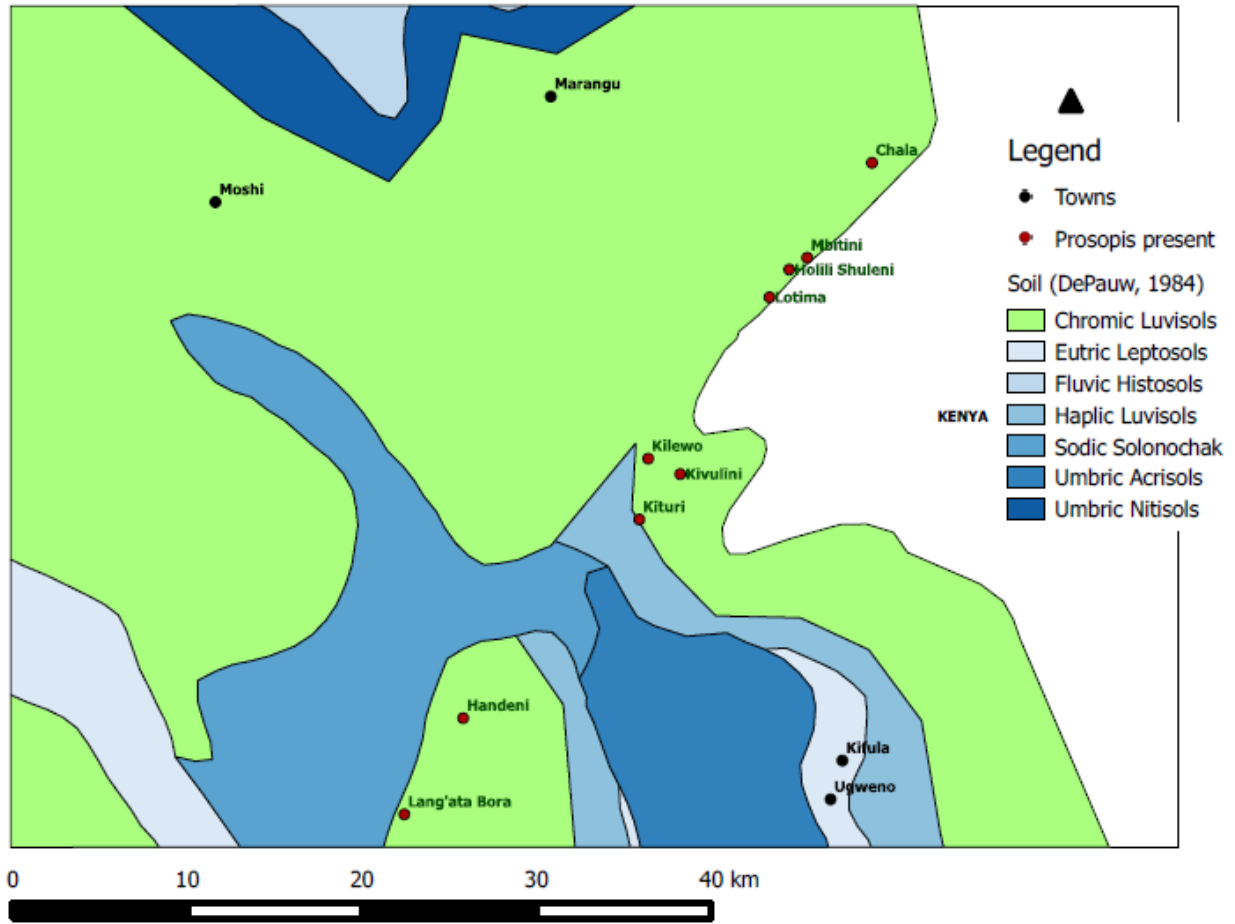 Marangu
Chala
Moshi
Mbitini
Holili Shuleni
Lotima
KENYA
Kilewo
Kivulini
Kituri
Handeni
Kifula
Ugweno
Lang'ata Bora
Legend
Towns
Prosopis present
Soil (DePauw, 1984)
Chromic Luvisols
Eutric Leptosols
Fluvic Histosols
Haplic Luvisols
Sodic Solonochak
Umbric Acrisols
Umbric Nitisols
0 10 20 30 40 km